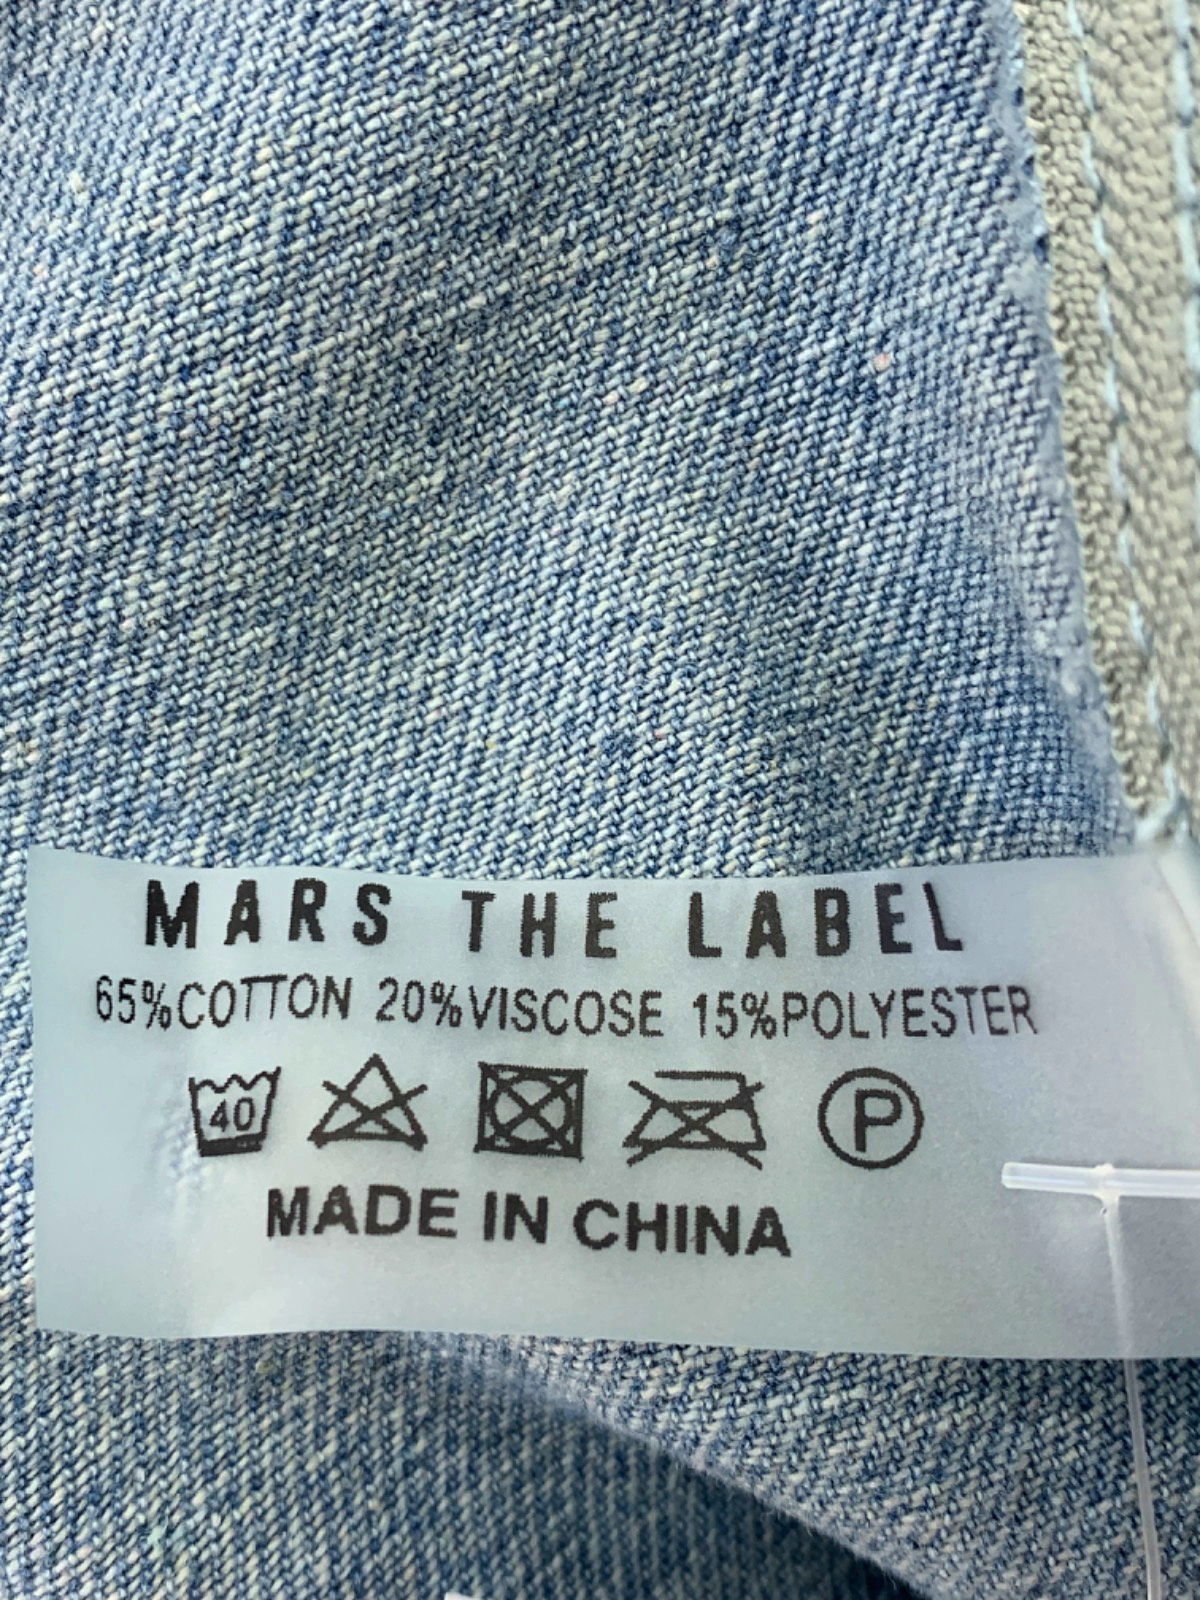 MARS THE LABEL
65%COTTON 20%VISCOSE 15%POLYESTER
40 P
MADE IN CHINA